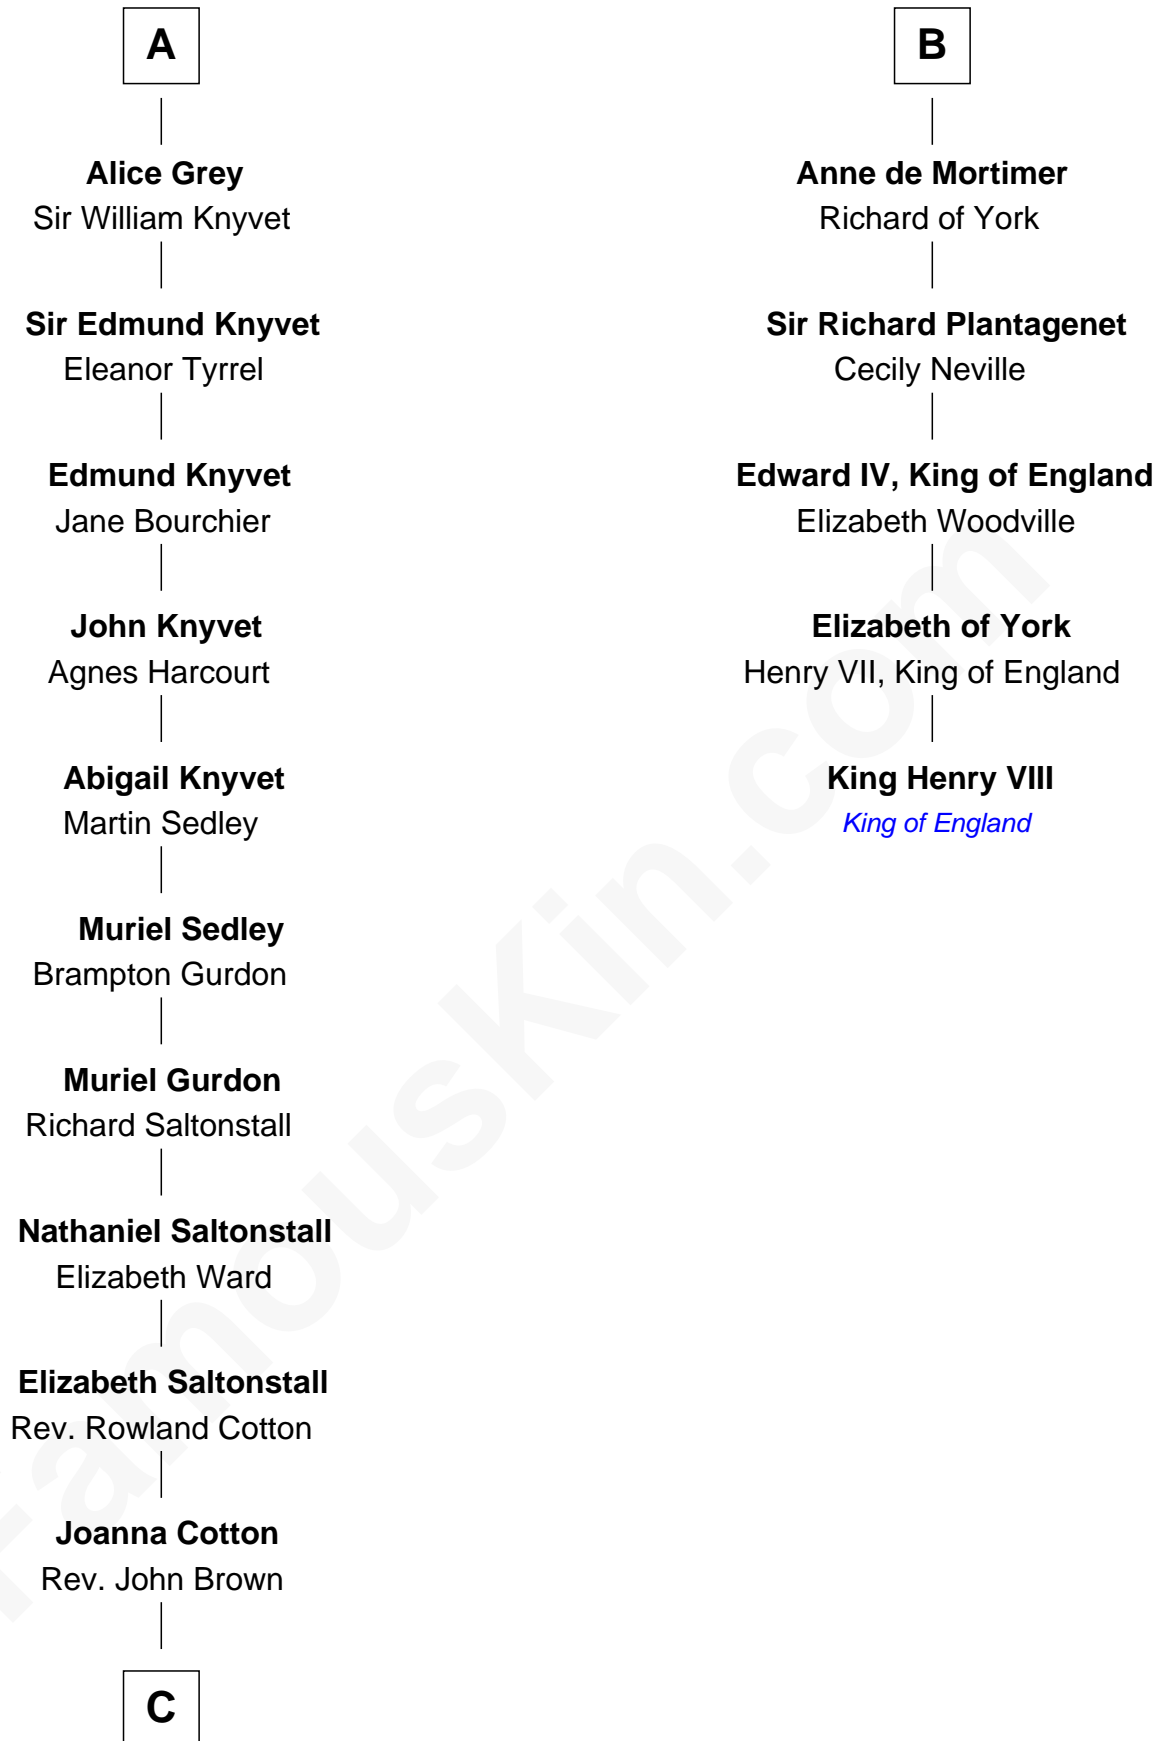 A
Alice Grey
Sir William Knyvet
Sir Edmund Knyvet
Eleanor Tyrrel
Edmund Knyvet
Jane Bourchier
John Knyvet
Agnes Harcourt
Abigail Knyvet
Martin Sedley
Muriel Sedley
Brampton Gurdon
Muriel Gurdon
Richard Saltonstall
Nathaniel Saltonstall
Elizabeth Ward
Elizabeth Saltonstall
Rev. Rowland Cotton
Joanna Cotton
Rev. John Brown
C
B
Anne de Mortimer
Richard of York
Sir Richard Plantagenet
Cecily Neville
Edward IV, King of England
Elizabeth Woodville
Elizabeth of York
Henry VII, King of England
King Henry VIII
King of England
FamousKin.com